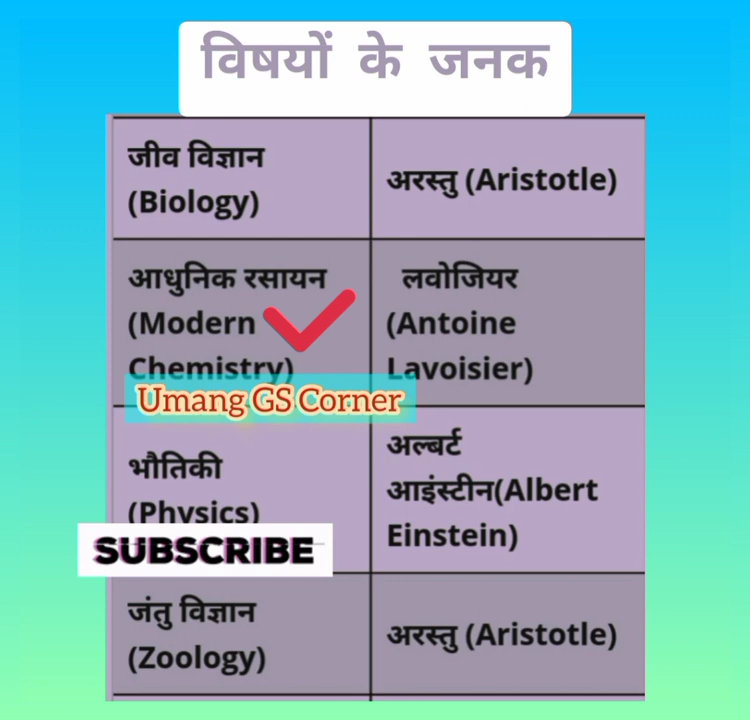 विषयों के जनक
जीव विज्ञान
(Biology)
अरस्तु (Aristotle)
आधुनिक रसायन
(Modern
Chemistry)
लवोजियर
(Antoine
Lavoisier)
Umang GS Corner
भौतिकी
(Physics)
अल्बर्ट
आइंस्टीन(Albert
Einstein)
SUBSCRIBE
जंतु विज्ञान
(Zoology)
अरस्तु (Aristotle)